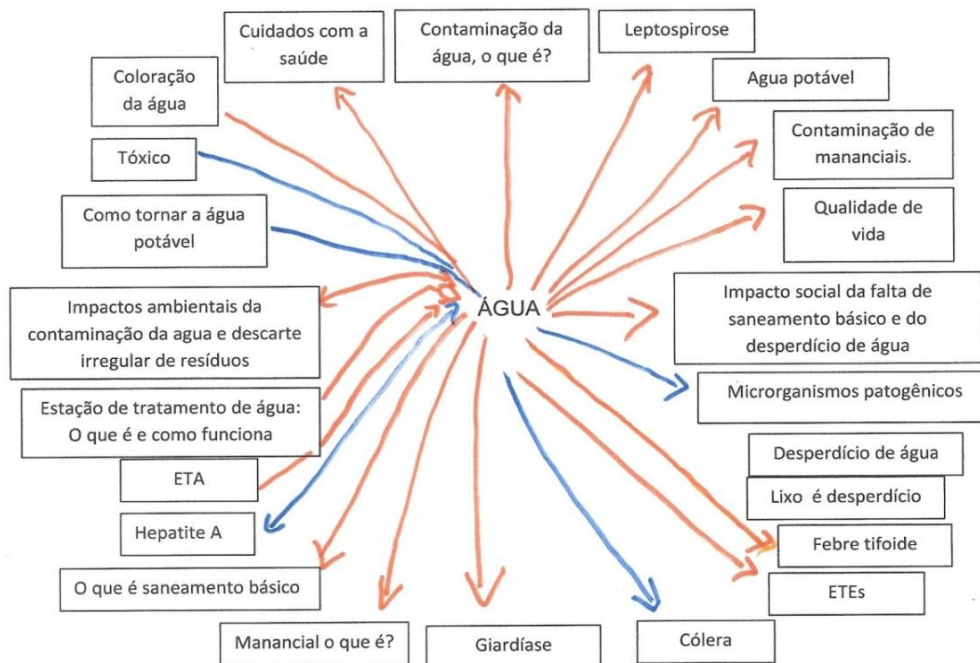 Cuidados com a
saúde
Contaminação da
água, o que é?
Leptospirose
Coloração
da água
Agua potável
Tóxico
Contaminação de
mananciais.
Como tornar a água
potável
Qualidade de
vida
ÁGUA
Impactos ambientais da
contaminação da agua e descarte
irregular de resíduos
Impacto social da falta de
saneamento básico e do
desperdício de água
Microrganismos patogênicos
Estação de tratamento de água:
O que é e como funciona
Desperdício de água
ETA
Lixo é desperdício
Hepatite A
Febre tifoide
O que é saneamento básico
ETEs
Manancial o que é?
Giardíase
Cólera